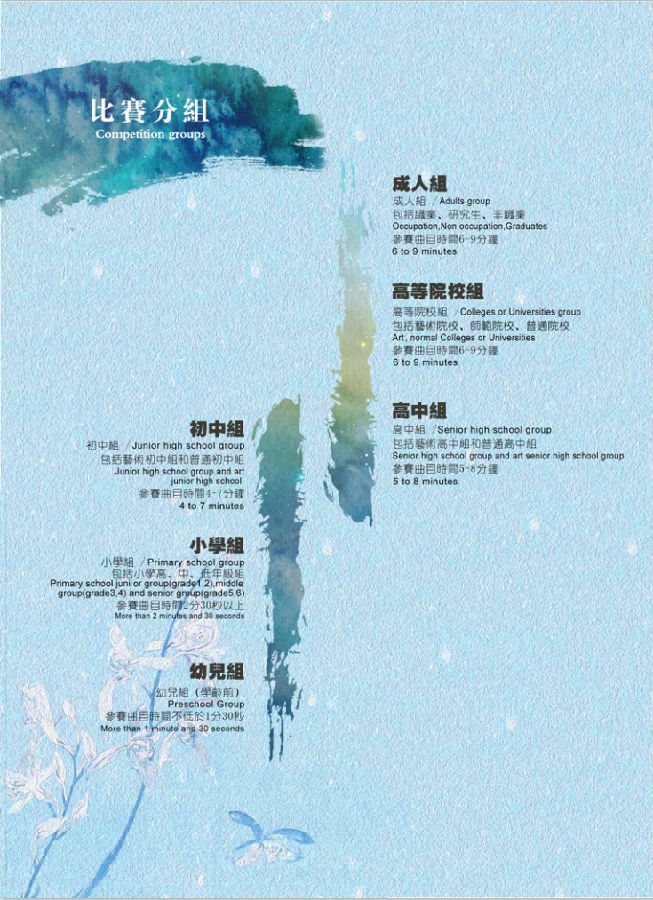 比賽分組
Competition groups
成人組
成人組 / Adults group
包括職業、研究生、非職業
Occupation,Non occupation,Graduates
參賽曲目時間6-9分鐘
6 to 9 minutes
高等院校組
高等院校組 / Colleges or Universities group
包括藝術院校、師範院校、普通院校
Art, normal Colleges or Universities
參賽曲目時間6-9分鐘
6 to 9 minutes
高中組
高中組 / Senior high school group
包括藝術高中組和普通高中組
Senior high school group and art senior high school group
參賽曲目時間5-8分鐘
5 to 8 minutes
初中組
初中組 / Junior high school group
包括藝術初中組和普通初中組
Junior high school group and art
junior high school
參賽曲目時間4-7分鐘
4 to 7 minutes
小學組
小學組 / Primary school group
包括小學高、中、低年級組
Primary school juni or group(grade1,2),middle
group(grade3,4) and senior group(grade5,6)
參賽曲目時間2分30秒以上
More than 2 minutes and 30 seconds
幼兒組
幼兒組（學齡前）
Preschool Group
參賽曲目時間不低於1分30秒
More than 1 minute and 30 seconds